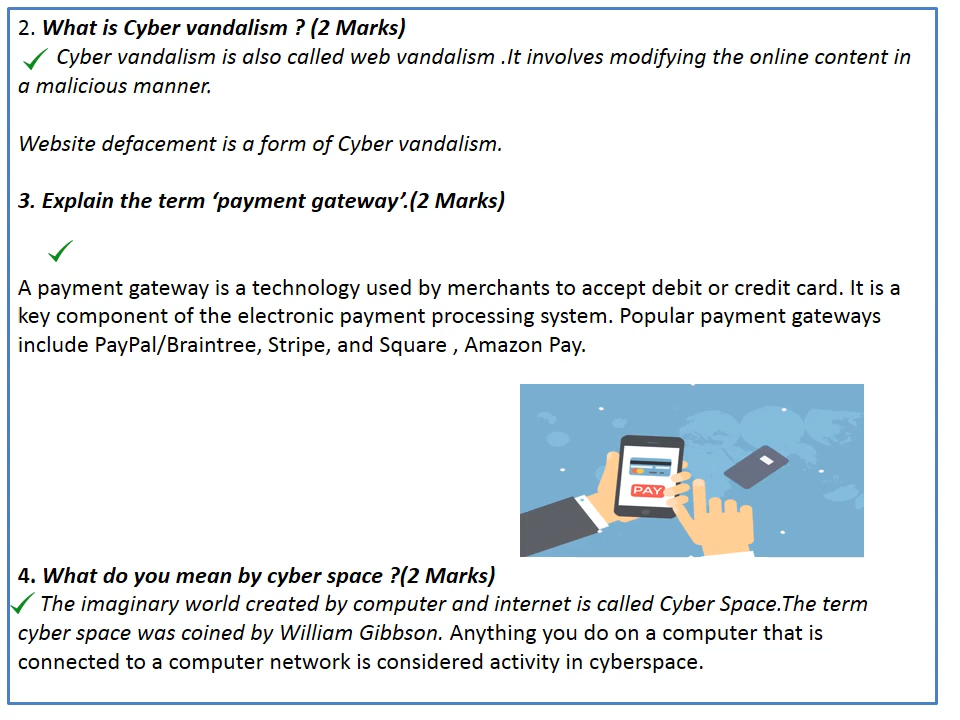 2. What is Cyber vandalism ? (2 Marks)
Cyber vandalism is also called web vandalism .It involves modifying the online content in
a malicious manner.
Website defacement is a form of Cyber vandalism.
3. Explain the term ‘payment gateway’.(2 Marks)
A payment gateway is a technology used by merchants to accept debit or credit card. It is a
key component of the electronic payment processing system. Popular payment gateways
include PayPal/Braintree, Stripe, and Square , Amazon Pay.
PAY
4. What do you mean by cyber space ?(2 Marks)
The imaginary world created by computer and internet is called Cyber Space.The term
cyber space was coined by William Gibbson. Anything you do on a computer that is
connected to a computer network is considered activity in cyberspace.